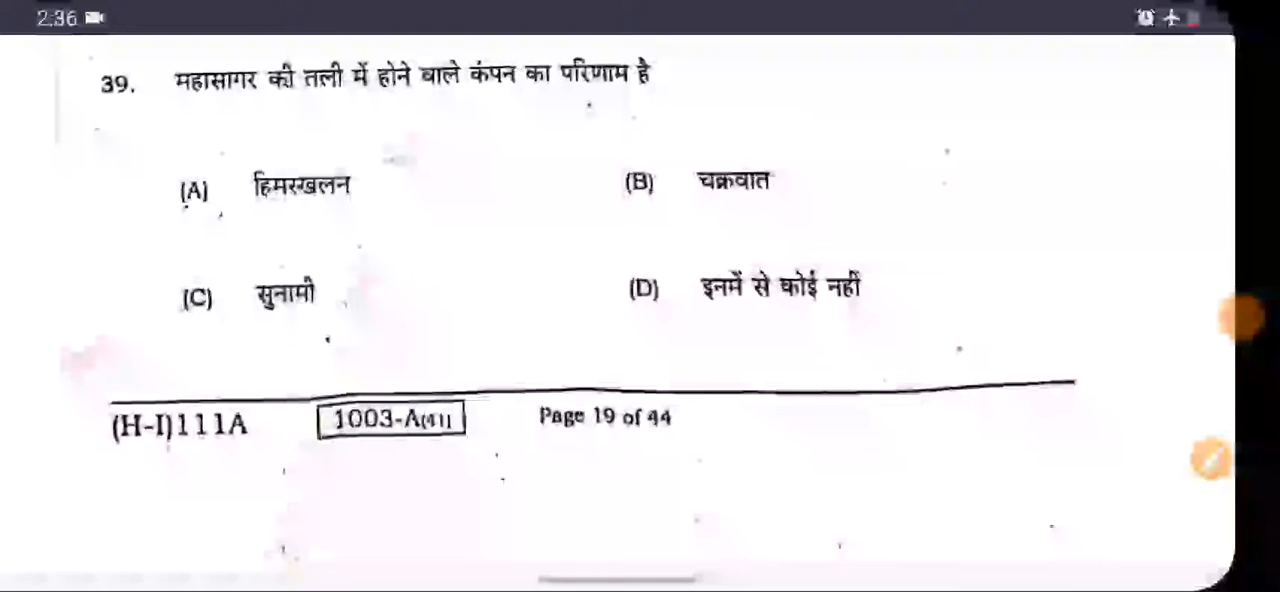 2:36
39. महासागर की तली में होने वाले कंपन का परिणाम है
(A) हिमस्खलन (B) चक्रवात
(C) सुनामी (D) इनमें से कोई नहीं
(H-I)111A 1003-A(41) Page 19 of 44